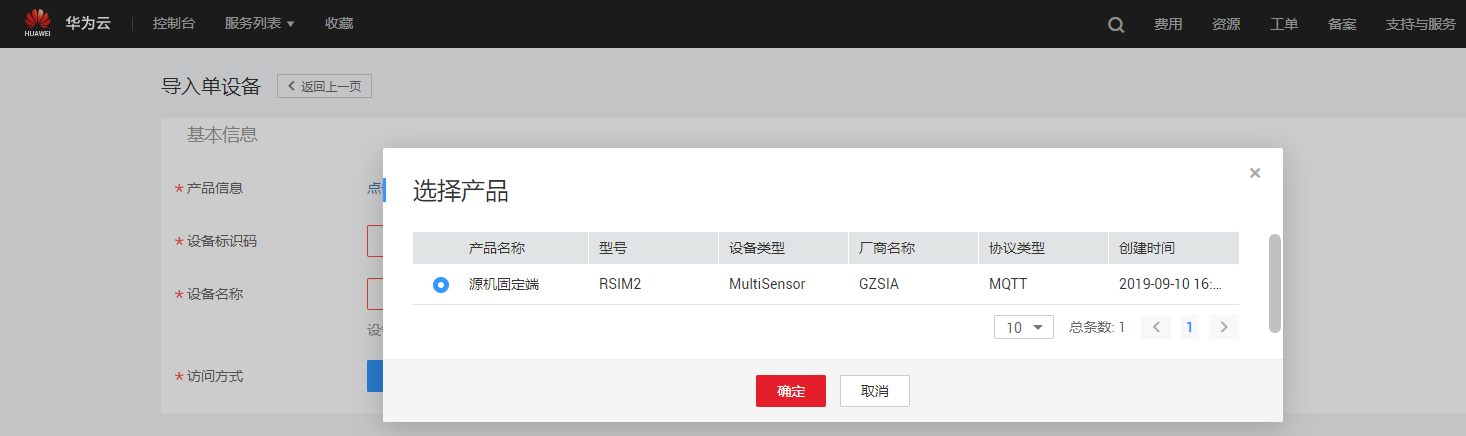 HUAWEI 华为云 控制台 服务列表 收藏 费用 资源 工单 备案 支持与服务
导入单设备 返回上一页
基本信息
选择产品
* 产品信息
* 设备标识码
* 设备名称
* 访问方式
产品名称 型号 设备类型 厂商名称 协议类型 创建时间
源机固定端 RSIM2 MultiSensor GZSIA MQTT 2019-09-10 16:...
10 总条数: 1 1
确定 取消